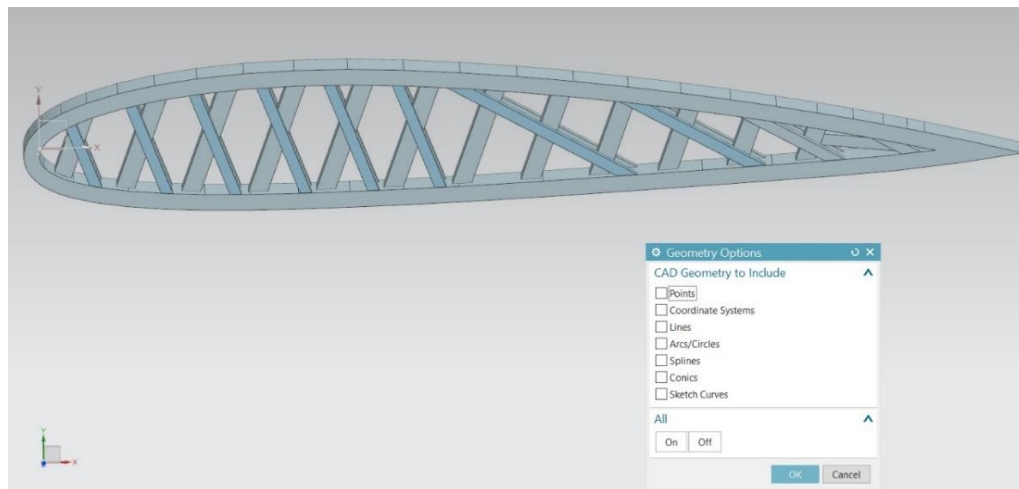 Y
X
Geometry Options
CAD Geometry to Include
Points
Coordinate Systems
Lines
Arcs/Circles
Splines
Conics
Sketch Curves
All
On Off
OK Cancel
Y
X